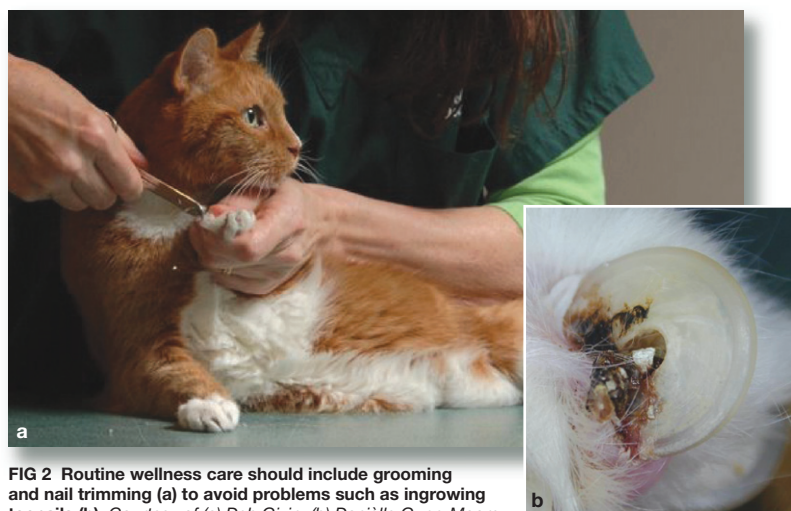 a
b
FIG 2 Routine wellness care should include grooming
and nail trimming (a) to avoid problems such as ingrowing